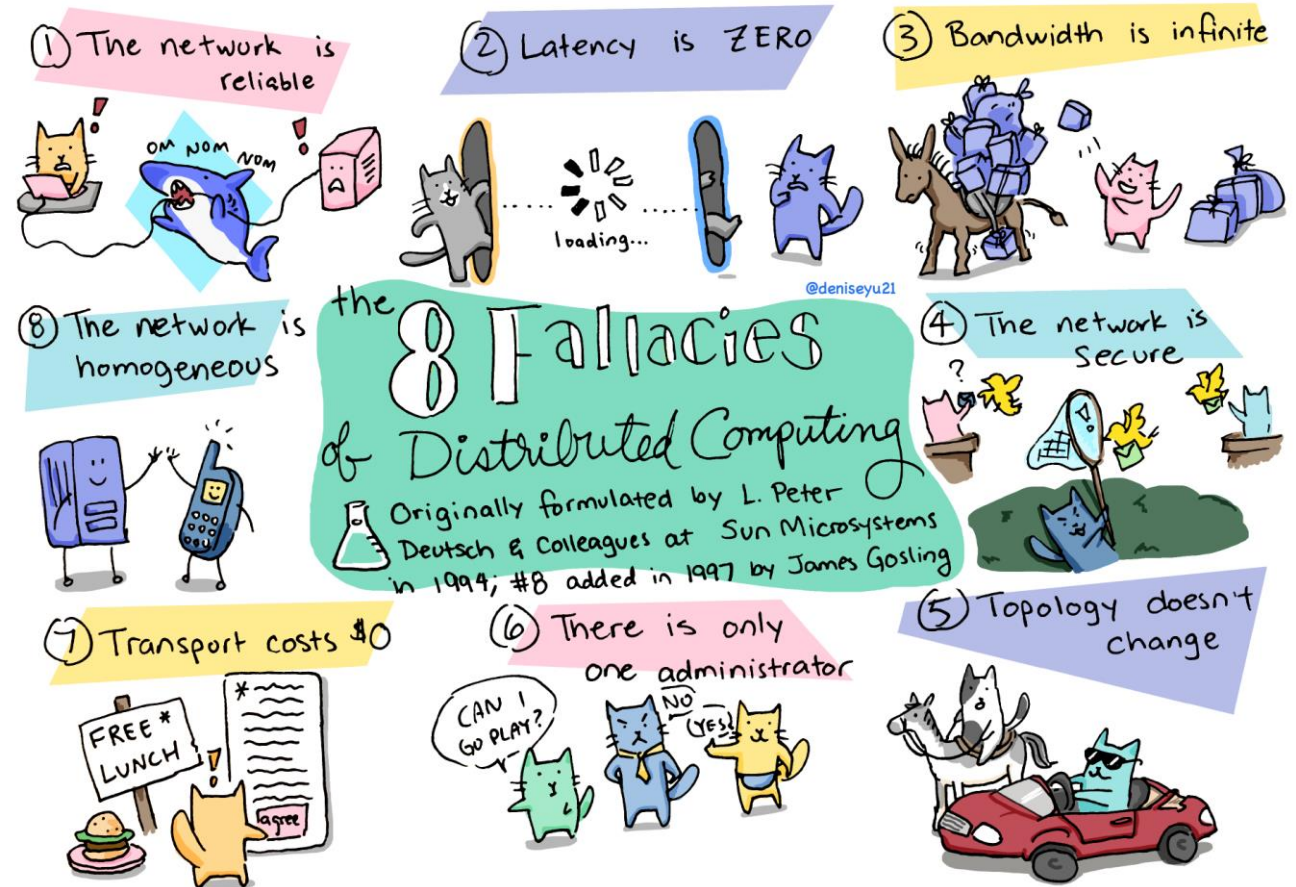 ① The network is
reliable
OM NOM NOM
! !
② Latency is ZERO
loading...
③ Bandwidth is infinite
@deniseyu21
the
8 Fallacies
of Distributed Computing
Originally formulated by L. Peter
Deutsch & Colleagues at Sun Microsystems
in 1994; #8 added in 1997 by James Gosling
④ The network is
secure
?
⑤ Topology doesn't
change
⑥ There is only
one administrator
CAN I
GO PLAY?
NO
YES
⑦ Transport costs $0
FREE*
LUNCH
!
*
agree
⑧ The network is
homogeneous